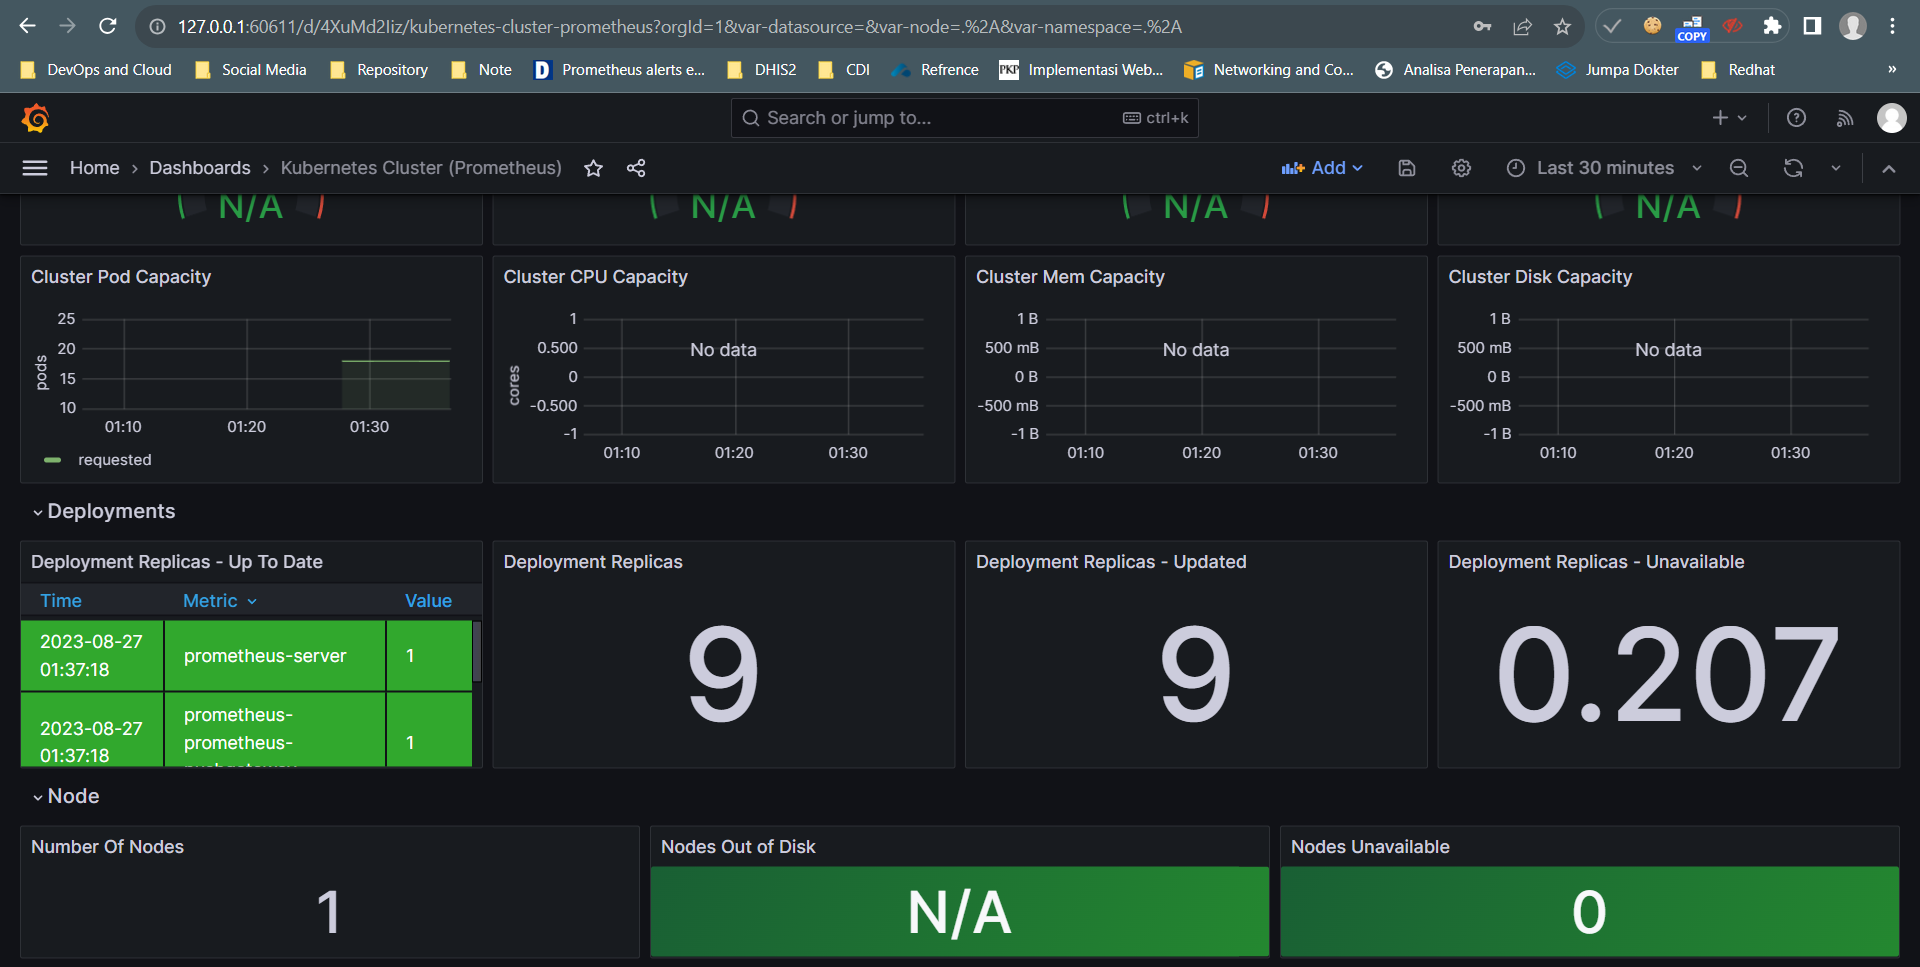 127.0.0.1:60611/d/4XuMd2Iiz/kubernetes-cluster-prometheus?orgId=1&var-datasource=&var-node=.%2A&var-namespace=.%2A
COPY
DevOps and Cloud
Social Media
Repository
Note
D
Prometheus alerts e...
DHIS2
CDI
Refrence
PKP
Implementasi Web...
Networking and Co...
Analisa Penerapan...
Jumpa Dokter
Redhat
»
Search or jump to...
ctrl+k
Home › Dashboards › Kubernetes Cluster (Prometheus)
Add
Last 30 minutes
N/A
N/A
N/A
N/A
Cluster Pod Capacity
pods
25
20
15
10
01:10 01:20 01:30
requested
Cluster CPU Capacity
cores
1
0.500
0
-0.500
-1
No data
01:10 01:20 01:30
Cluster Mem Capacity
1 B
500 mB
0 B
-500 mB
-1 B
No data
01:10 01:20 01:30
Cluster Disk Capacity
1 B
500 mB
0 B
-500 mB
-1 B
No data
01:10 01:20 01:30
Deployments
Deployment Replicas - Up To Date
Time Metric Value
2023-08-27
01:37:18
prometheus-server
1
2023-08-27
01:37:18
prometheus-
prometheus-
1
Deployment Replicas
9
Deployment Replicas - Updated
9
Deployment Replicas - Unavailable
0.207
Node
Number Of Nodes
1
Nodes Out of Disk
N/A
Nodes Unavailable
0